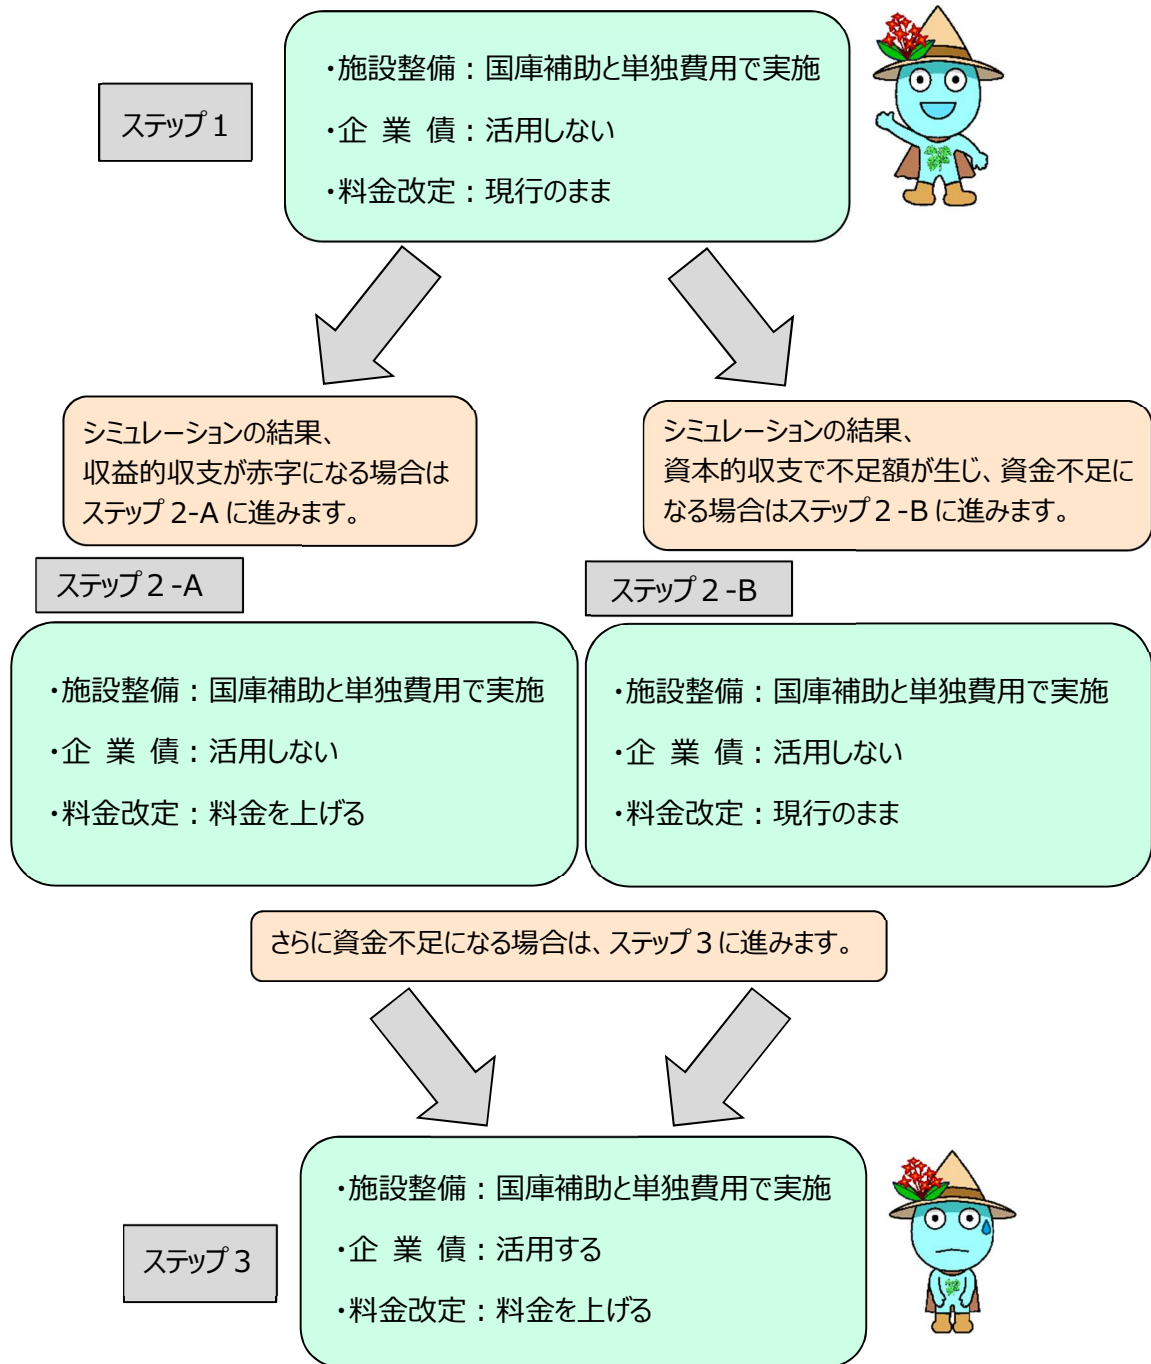 ステップ１
・施設整備：国庫補助と単独費用で実施
・企 業 債：活用しない
・料金改定：現行のまま
シミュレーションの結果、
収益的収支が赤字になる場合は
ステップ 2-A に進みます。
シミュレーションの結果、
資本的収支で不足額が生じ、資金不足に
なる場合はステップ２-B に進みます。
ステップ２-A
・施設整備：国庫補助と単独費用で実施
・企 業 債：活用しない
・料金改定：料金を上げる
ステップ２-B
・施設整備：国庫補助と単独費用で実施
・企 業 債：活用しない
・料金改定：現行のまま
さらに資金不足になる場合は、ステップ３に進みます。
ステップ３
・施設整備：国庫補助と単独費用で実施
・企 業 債：活用する
・料金改定：料金を上げる